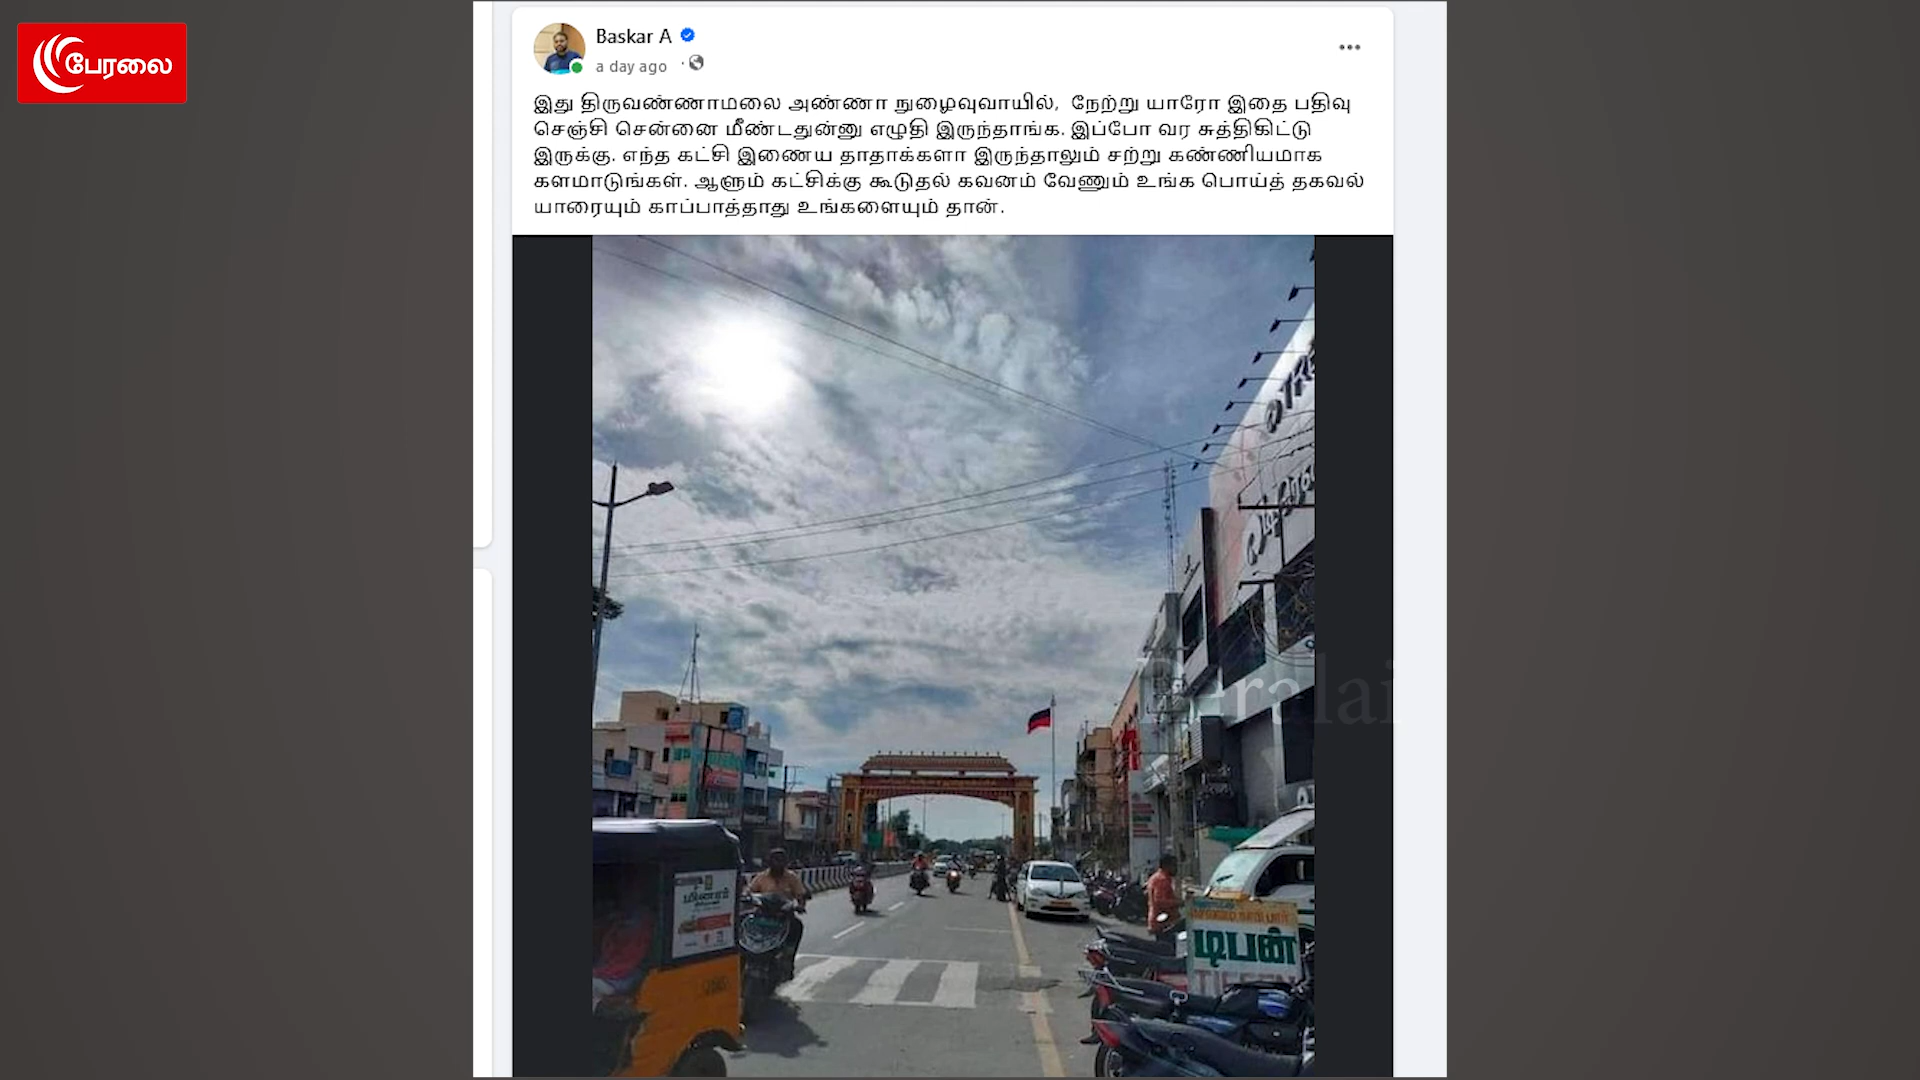 பேரலை
Baskar A
a day ago
இது திருவண்ணாமலை அண்ணா நுழைவுவாயில்,  நேற்று யாரோ இதை பதிவு
செஞ்சி சென்னை மீண்டதுன்னு எழுதி இருந்தாங்க. இப்போ வர சுத்திகிட்டு
இருக்கு. எந்த கட்சி இணைய தாதாக்களா இருந்தாலும் சற்று கண்ணியமாக
களமாடுங்கள். ஆளும் கட்சிக்கு கூடுதல் கவனம் வேணும் உங்க பொய்த் தகவல்
யாரையும் காப்பாத்தாது உங்களையும் தான்.
Peralai
டிபன்